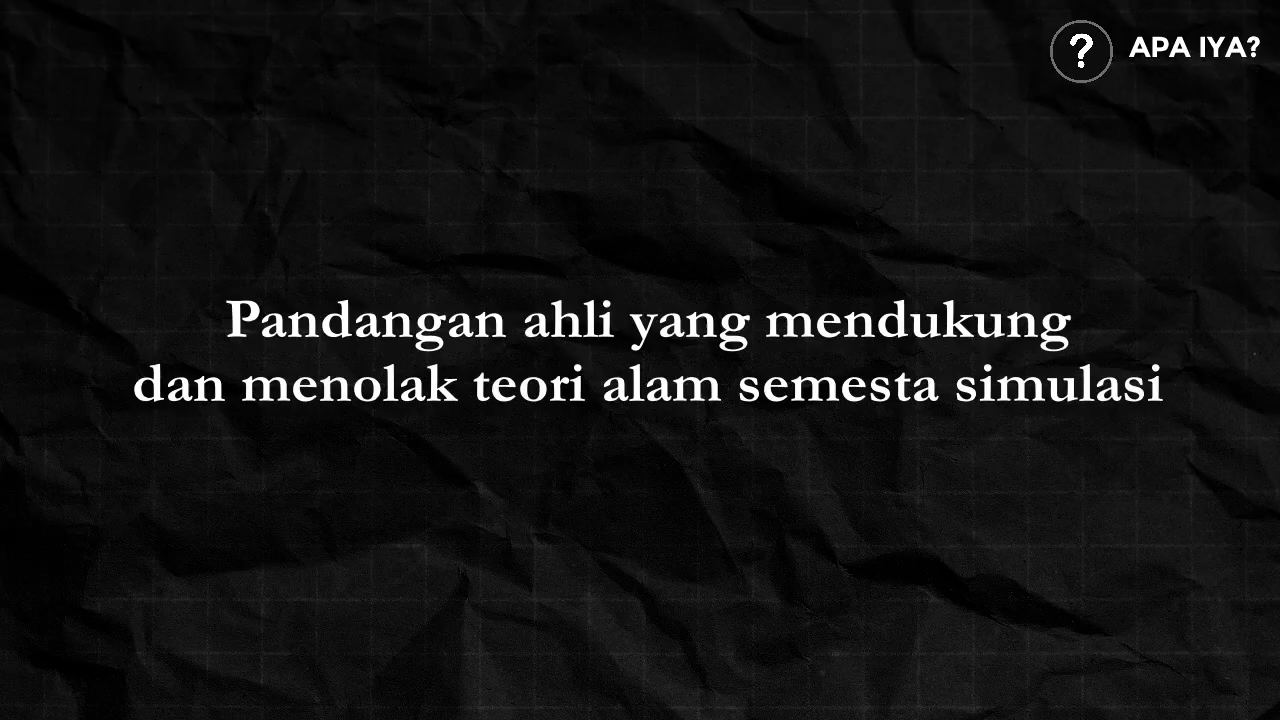 ? APA IYA?
Pandangan ahli yang mendukung
dan menolak teori alam semesta simulasi